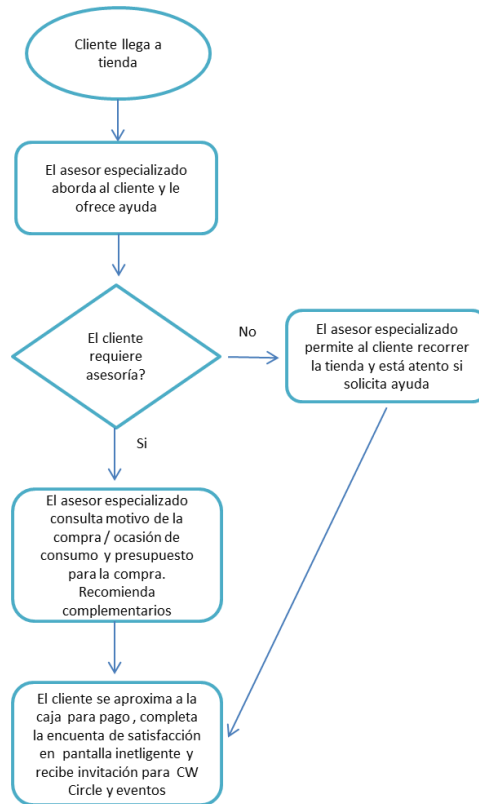 Cliente llega a
tienda
El asesor especializado
aborda al cliente y le
ofrece ayuda
El cliente
requiere
asesoría?
No
El asesor especializado
permite al cliente recorrer
la tienda y está atento si
solicita ayuda
Si
El asesor especializado
consulta motivo de la
compra / ocasión de
consumo y presupuesto
para la compra.
Recomienda
complementarios
El cliente se aproxima a la
caja para pago , completa
la encuenta de satisfacción
en pantalla inetligente y
recibe invitación para CW
Circle y eventos